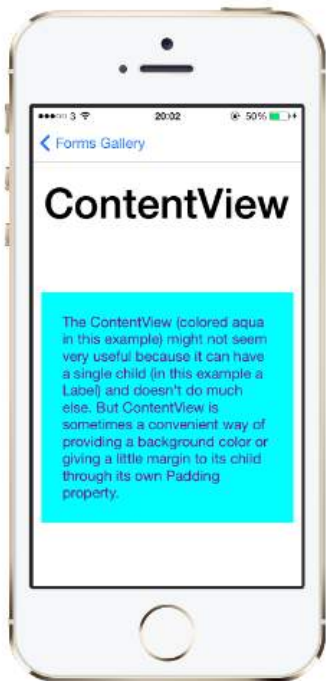 3 20:02 50%
Forms Gallery
ContentView
The ContentView (colored aqua
in this example) might not seem
very useful because it can have
a single child (in this example a
Label) and doesn't do much
else. But ContentView is
sometimes a convenient way of
providing a background color or
giving a little margin to its child
through its own Padding
property.